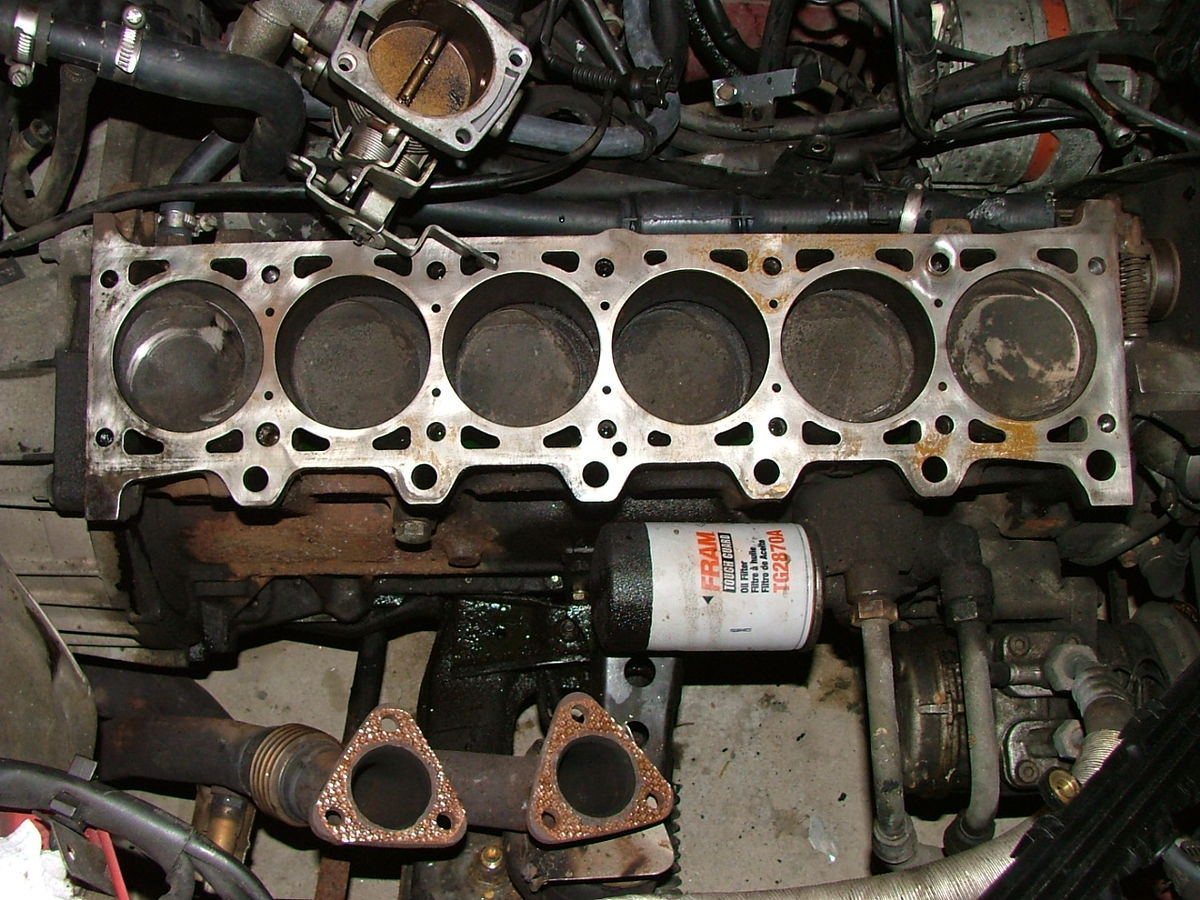 FRAM
TOUGH GUARD
Oil Filter
Filtre à huile
Filtro de Aceite
TG2870A